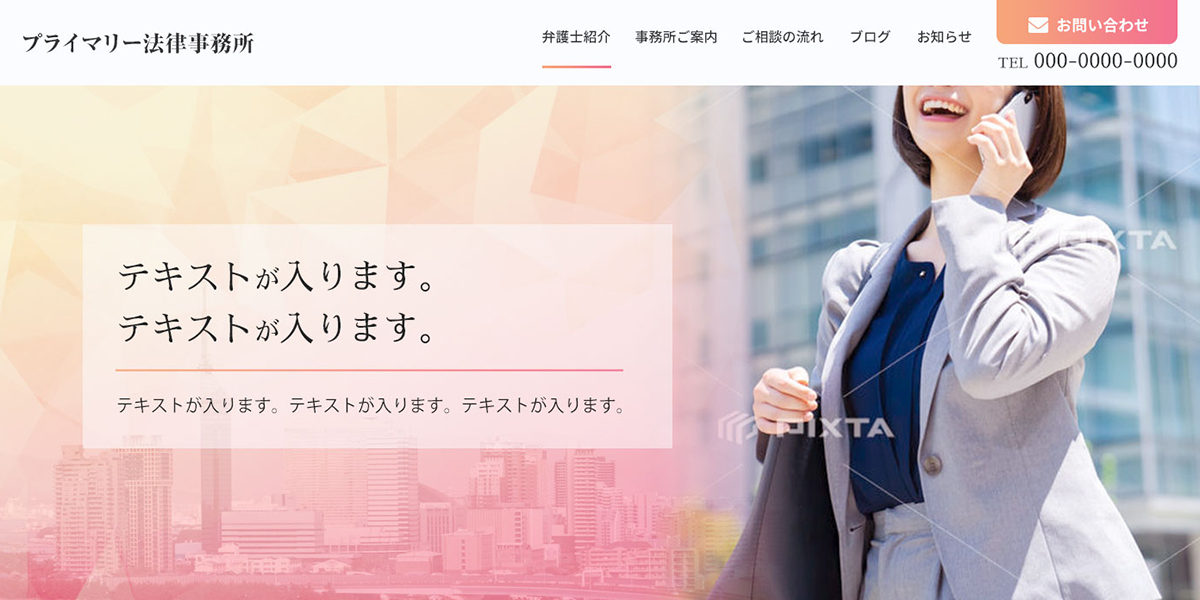 プライマリー法律事務所
弁護士紹介 事務所ご案内 ご相談の流れ ブログ お知らせ
お問い合わせ
TEL 000-0000-0000
テキストが入ります。
テキストが入ります。
テキストが入ります。テキストが入ります。テキストが入ります。
PIXTA
PIXTA